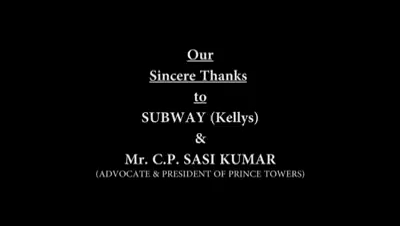 Our
Sincere Thanks
to
SUBWAY (Kellys)
&
Mr. C.P. SASI KUMAR
(ADVOCATE & PRESIDENT OF PRINCE TOWERS)